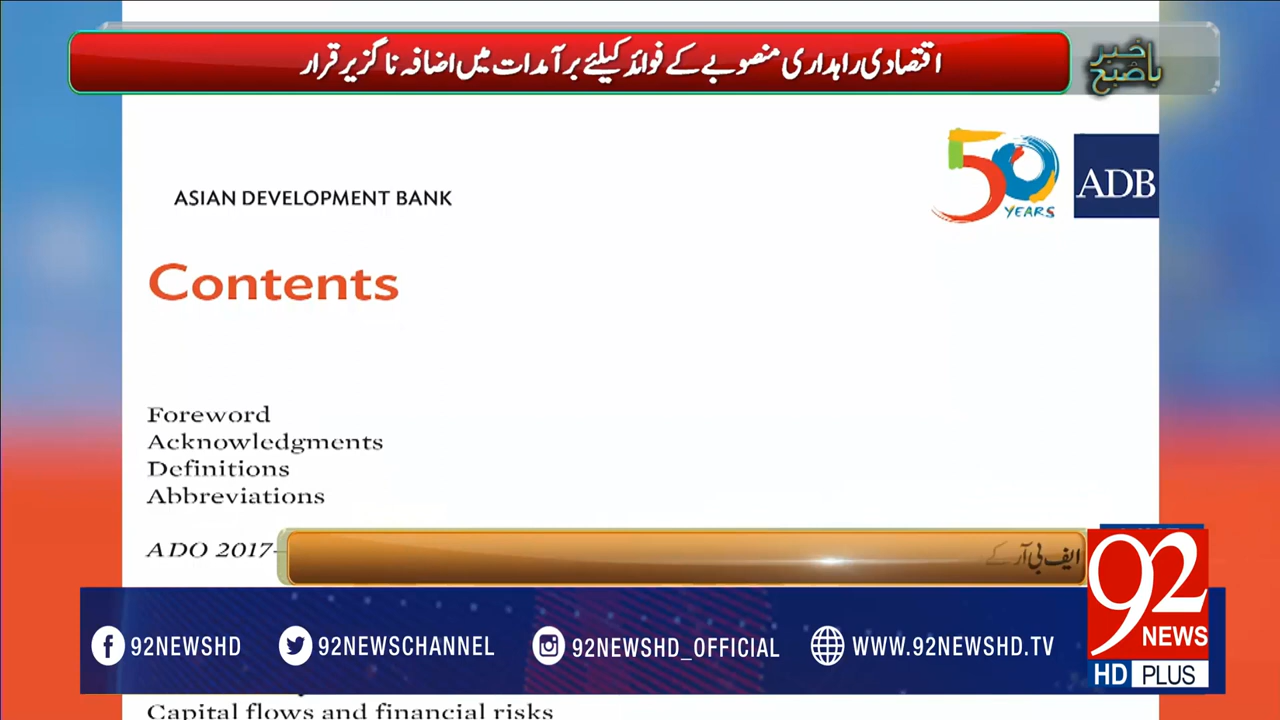 اقتصادی راہداری منصوبے کے فوائد کیلئے برآمدات میں اضافہ ناگزیر قرار
باخبر صبح
50 YEARS
ADB
ASIAN DEVELOPMENT BANK
Contents
Foreword
Acknowledgments
Definitions
Abbreviations
ADO 2017–
ایف بی آر کے
92 NEWS
HD PLUS
92NEWSHD
92NEWSCHANNEL
92NEWSHD_OFFICIAL
WWW.92NEWSHD.TV
Capital flows and financial risks